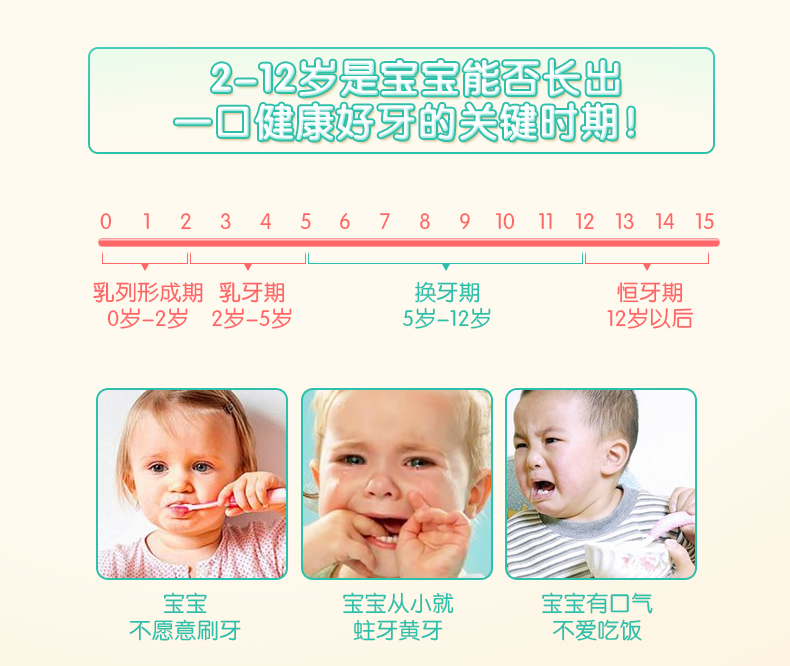 2-12岁是宝宝能否长出
一口健康好牙的关键时期!
0 1 2 3 4 5 6 7 8 9 10 11 12 13 14 15
乳列形成期 乳牙期 换牙期 恒牙期
0岁-2岁 2岁-5岁 5岁-12岁 12岁以后
宝宝 宝宝从小就 宝宝有口气
不愿意刷牙 蛀牙黄牙 不爱吃饭